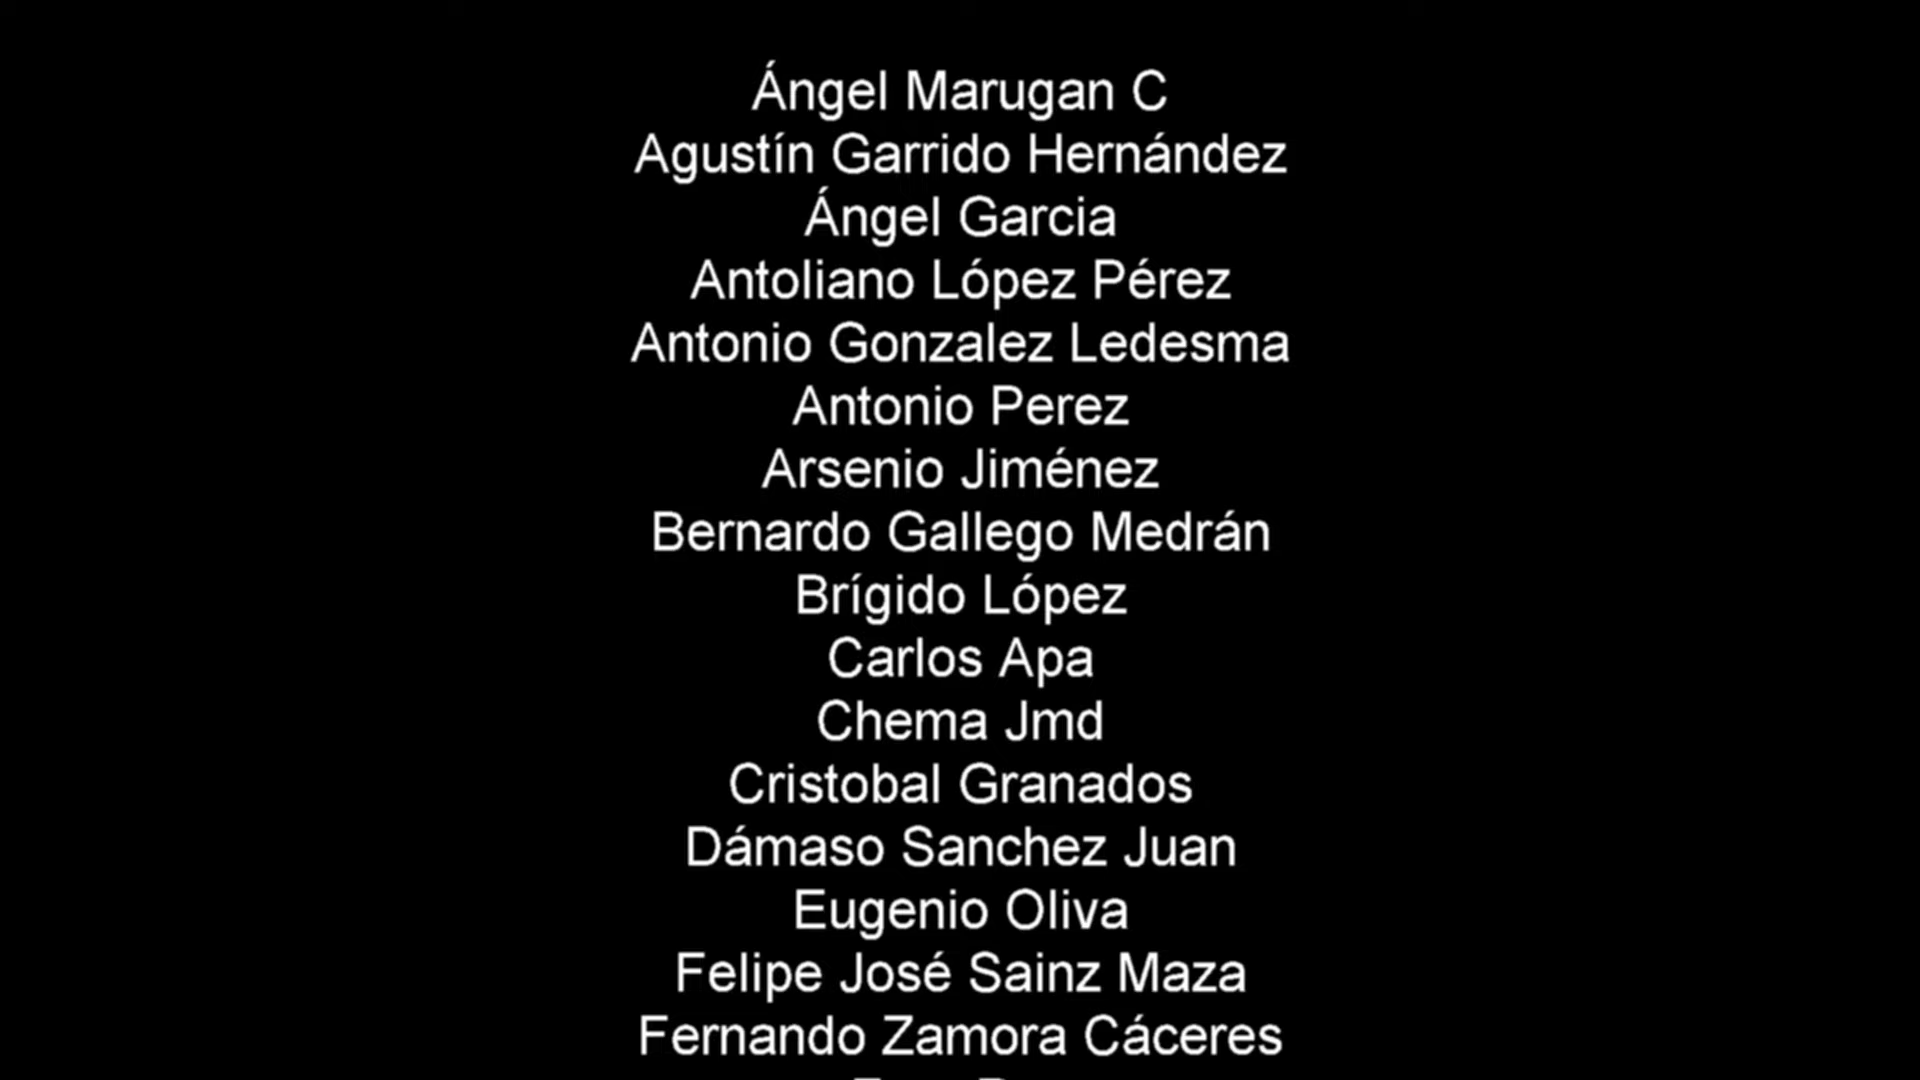 Ángel Marugan C
Agustín Garrido Hernández
Ángel Garcia
Antoliano López Pérez
Antonio Gonzalez Ledesma
Antonio Perez
Arsenio Jiménez
Bernardo Gallego Medrán
Brígido López
Carlos Apa
Chema Jmd
Cristobal Granados
Dámaso Sanchez Juan
Eugenio Oliva
Felipe José Sainz Maza
Fernando Zamora Cáceres